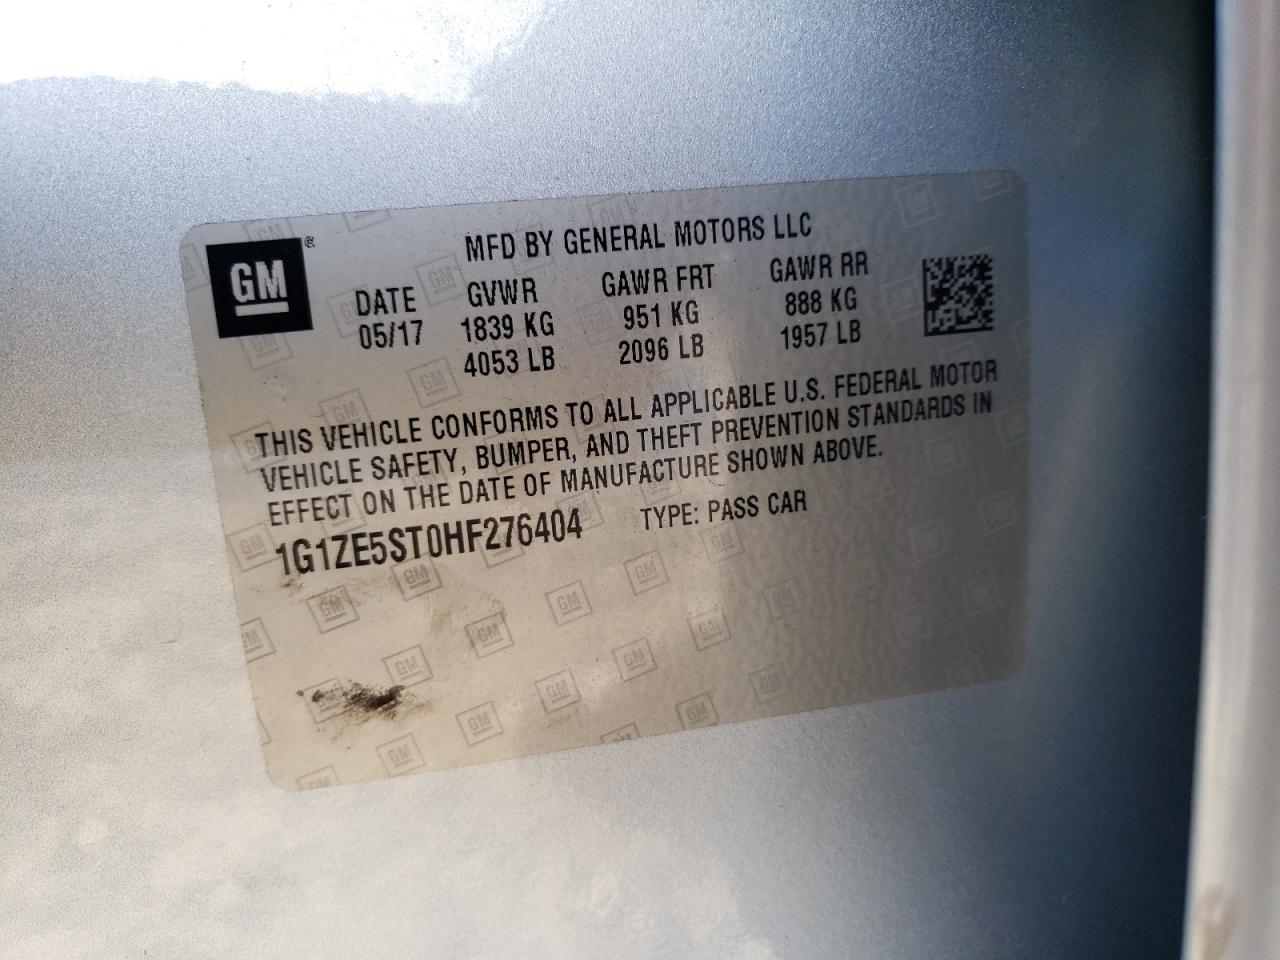 GM®
MFD BY GENERAL MOTORS LLC
DATE GVWR GAWR FRT GAWR RR
05/17 1839 KG 951 KG 888 KG
4053 LB 2096 LB 1957 LB
THIS VEHICLE CONFORMS TO ALL APPLICABLE U.S. FEDERAL MOTOR
VEHICLE SAFETY, BUMPER, AND THEFT PREVENTION STANDARDS IN
EFFECT ON THE DATE OF MANUFACTURE SHOWN ABOVE.
1G1ZE5ST0HF276404 TYPE: PASS CAR